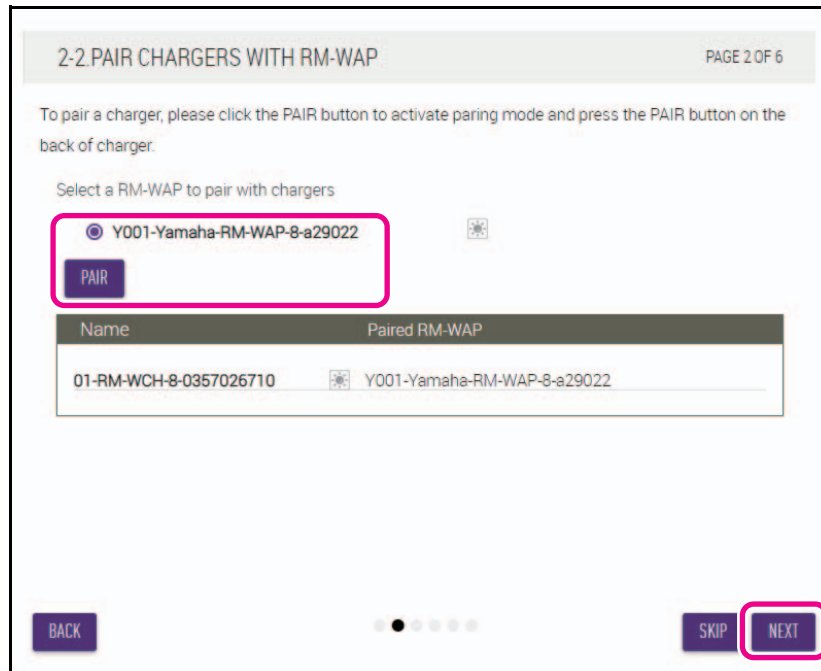 2-2.PAIR CHARGERS WITH RM-WAP PAGE 2 OF 6
To pair a charger, please click the PAIR button to activate paring mode and press the PAIR button on the
back of charger.
Select a RM-WAP to pair with chargers
Y001-Yamaha-RM-WAP-8-a29022
PAIR
Name Paired RM-WAP
01-RM-WCH-8-0357026710 Y001-Yamaha-RM-WAP-8-a29022
BACK SKIP NEXT